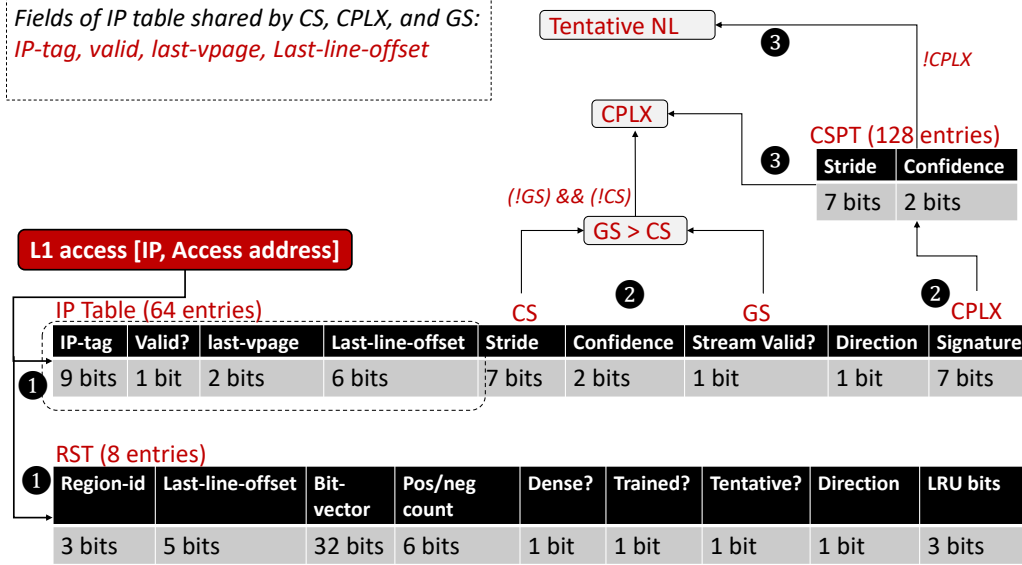 Fields of IP table shared by CS, CPLX, and GS:
IP-tag, valid, last-vpage, Last-line-offset
Tentative NL
3
!CPLX
CPLX
CSPT (128 entries)
3
Stride Confidence
7 bits 2 bits
(!GS) && (!CS)
GS > CS
L1 access [IP, Access address]
2
2
IP Table (64 entries)
CS
GS
CPLX
IP-tag Valid? last-vpage Last-line-offset Stride Confidence Stream Valid? Direction Signature
1
9 bits 1 bit 2 bits 6 bits 7 bits 2 bits 1 bit 1 bit 7 bits
RST (8 entries)
1
Region-id Last-line-offset Bit-vector Pos/neg count Dense? Trained? Tentative? Direction LRU bits
3 bits 5 bits 32 bits 6 bits 1 bit 1 bit 1 bit 1 bit 3 bits